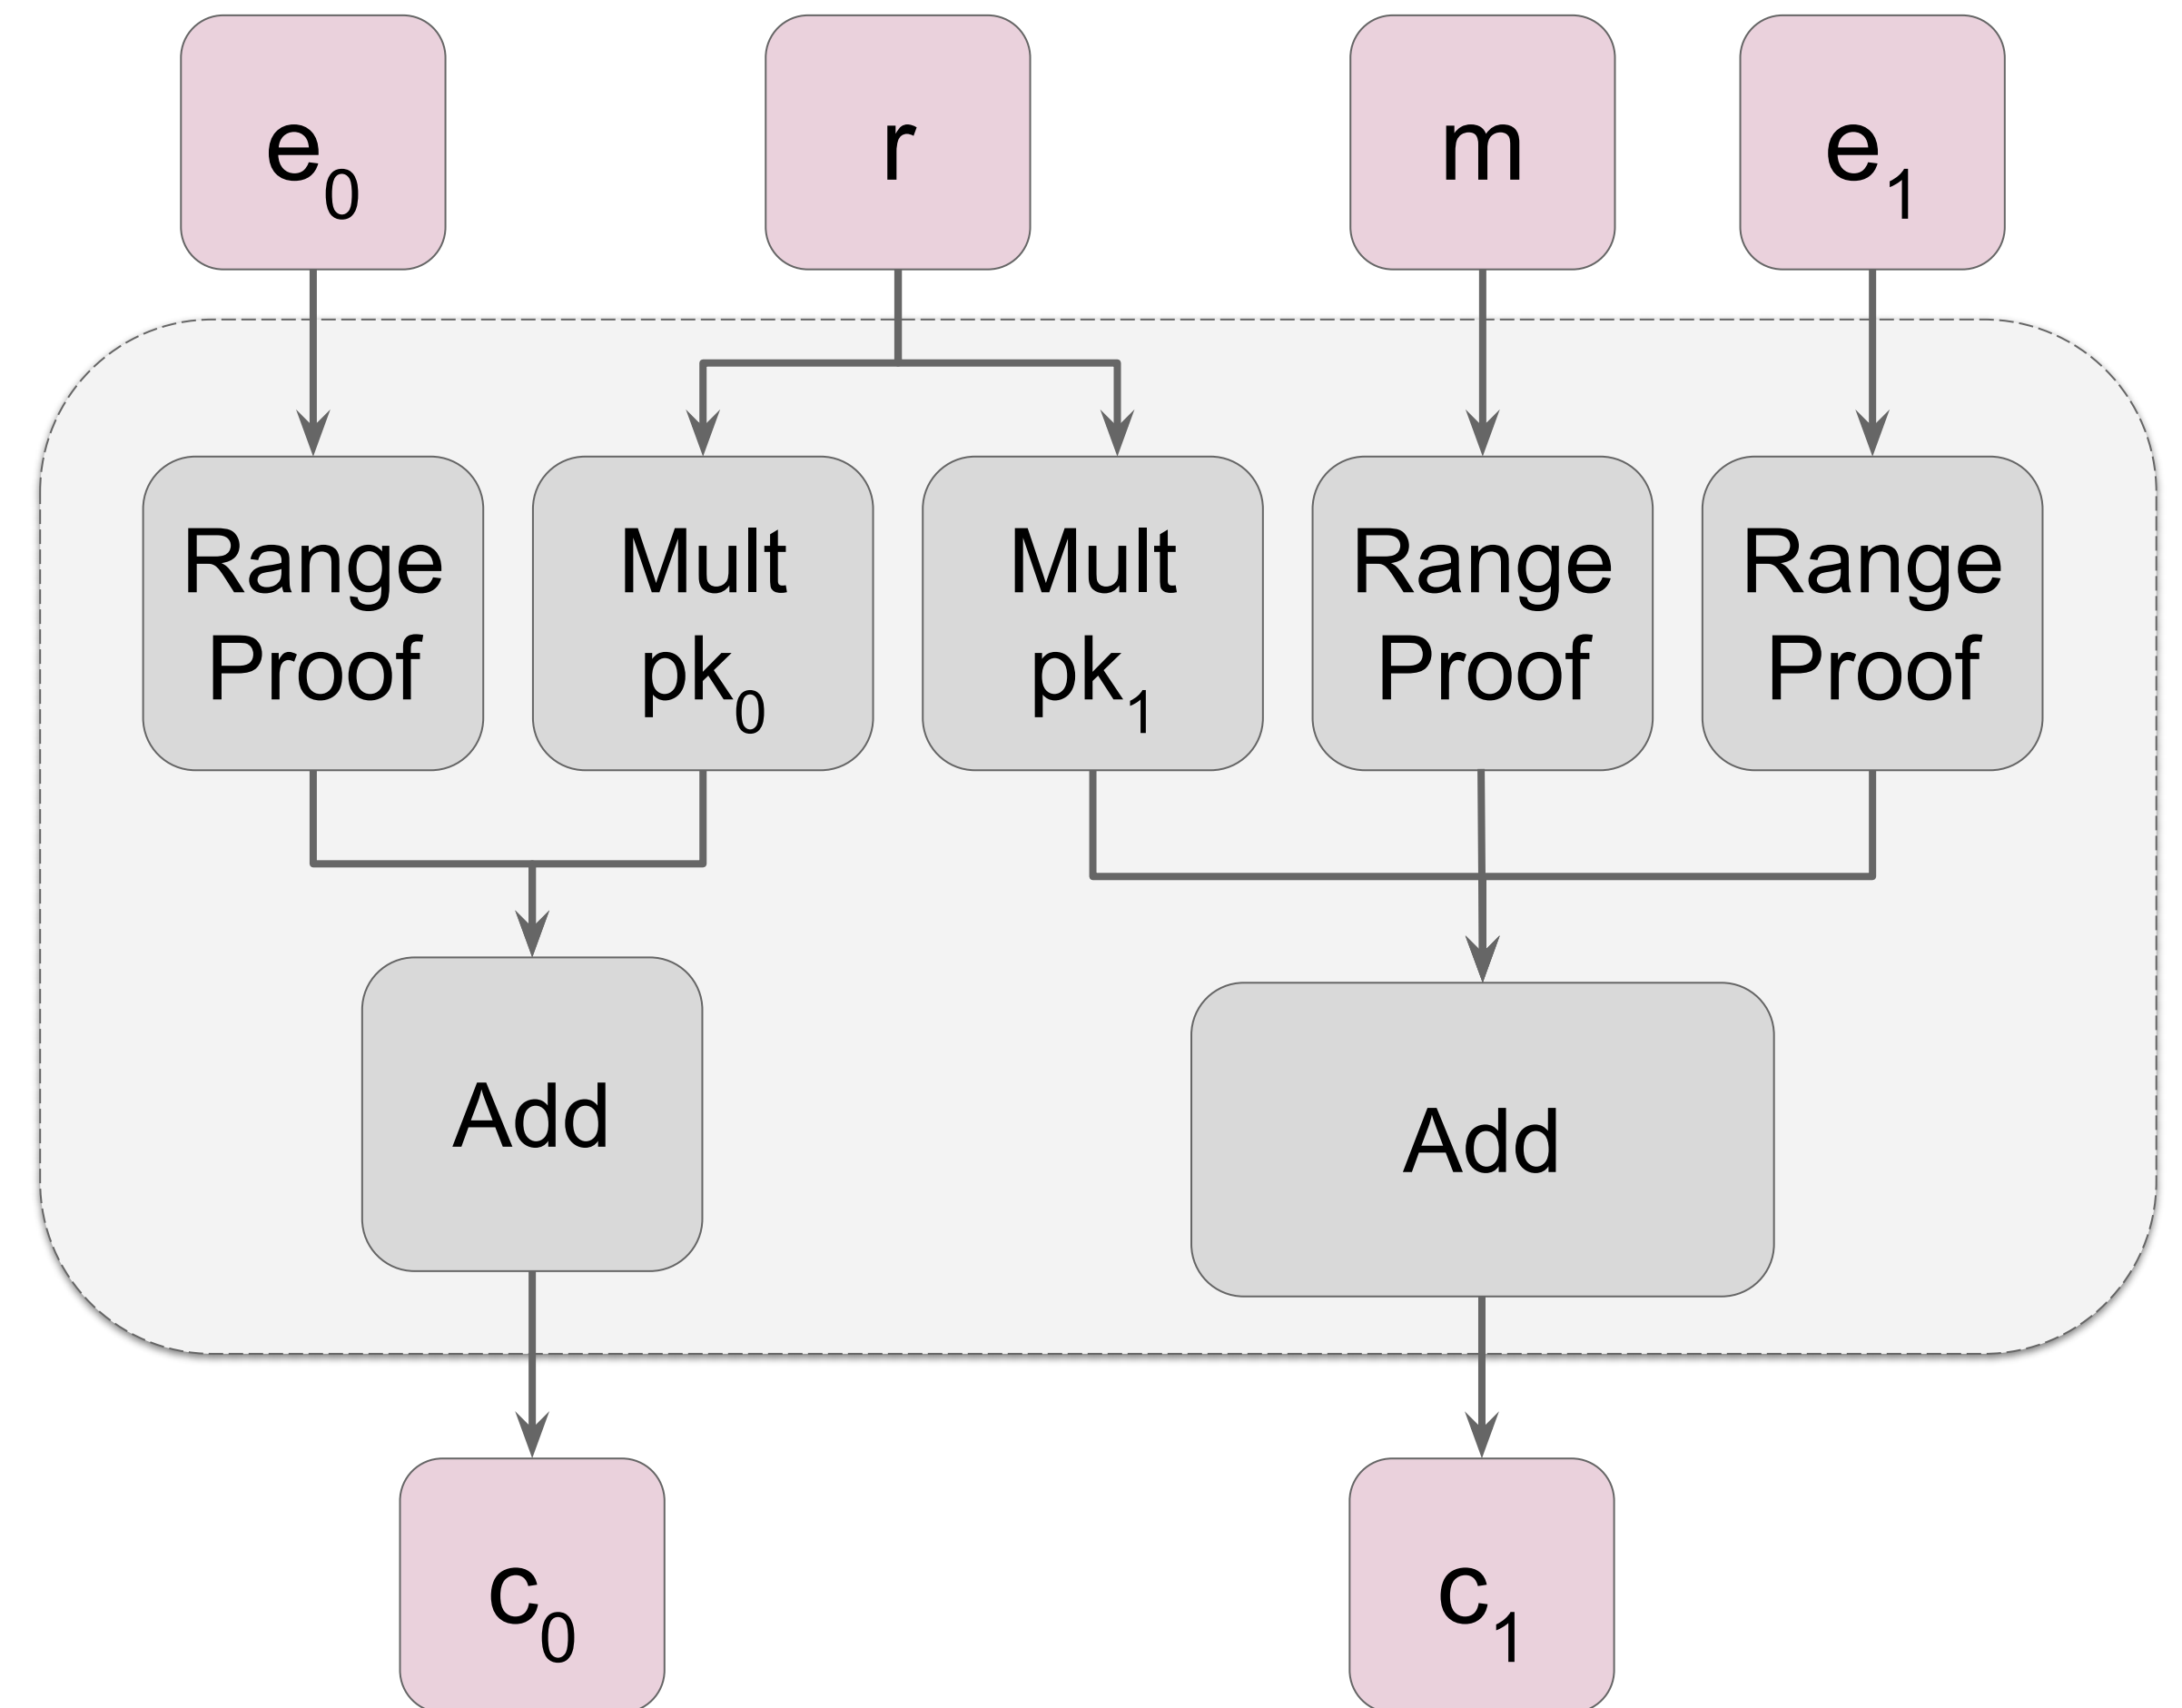 e₀
r
m
e₁
Range
Proof
Mult
pk₀
Mult
pk₁
Range
Proof
Range
Proof
Add
Add
c₀
c₁